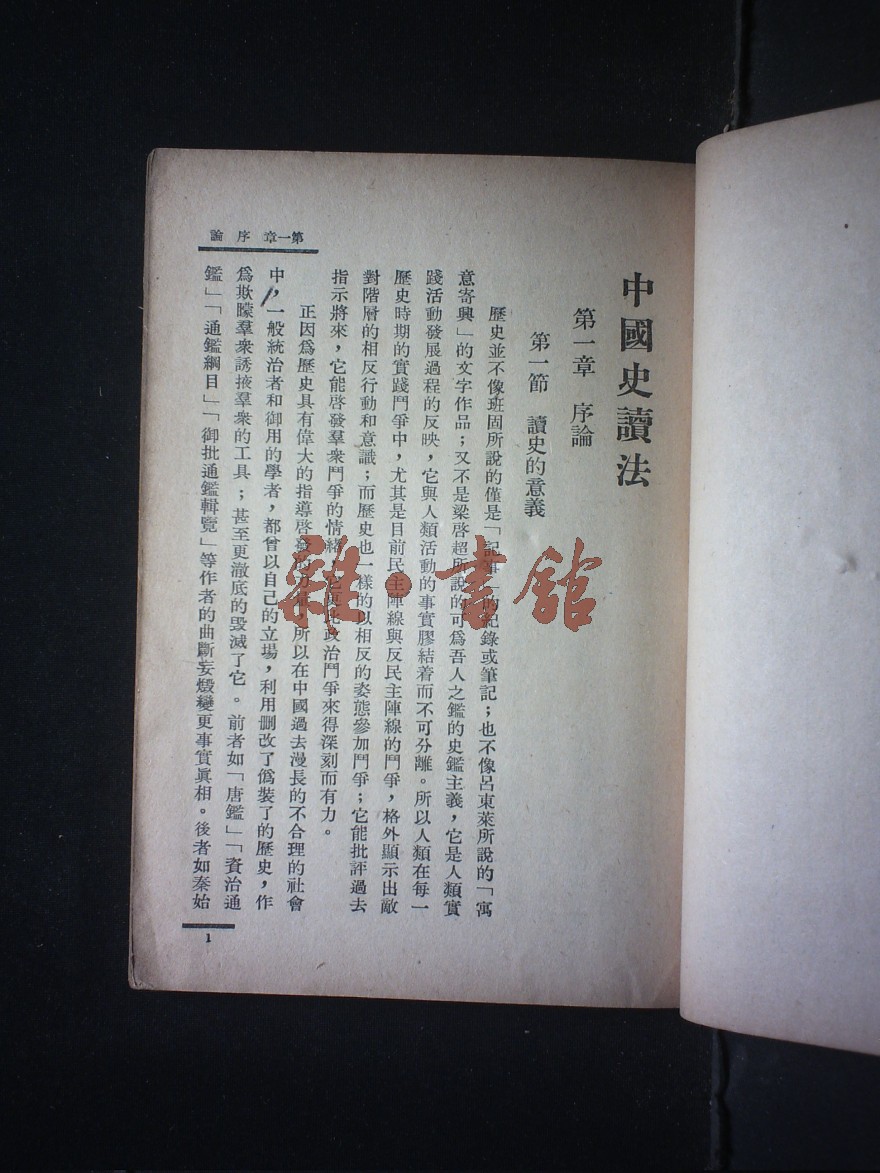 中國史讀法
第一章　序論
第一節　讀史的意義
歷史並不像班固所說的僅是「記事」的紀錄或筆記；也不像呂東萊所說的「寓
意寄興」的文字作品；又不是梁啓超所說的可爲吾人之鑑的史鑑主義，它是人類實
踐活動發展過程的反映，它與人類活動的事實膠結着而不可分離。所以人類在每一
歷史時期的實踐鬥爭中，尤其是目前民主陣線與反民主陣線的鬥爭，格外顯示出敵
對階層的相反行動和意識；而歷史也一樣的以相反的姿態參加鬥爭；它能批評過去
指示將來，它能啓發羣衆鬥爭的情緒，政治鬥爭來得深刻而有力。
正因爲歷史具有偉大的指導啓發的，所以在中國過去漫長的不合理的社會
中，一般統治者和御用的學者，都曾以自己的立場，利用删改了僞裝了的歷史，作
爲欺矇羣衆誘掖羣衆的工具；甚至更澈底的毀滅了它。前者如「唐鑑」「資治通
鑑」「通鑑綱目」「御批通鑑輯覽」等作者的曲斷妄燬變更事實眞相。後者如秦始
第一章　序論
1
雜·書館